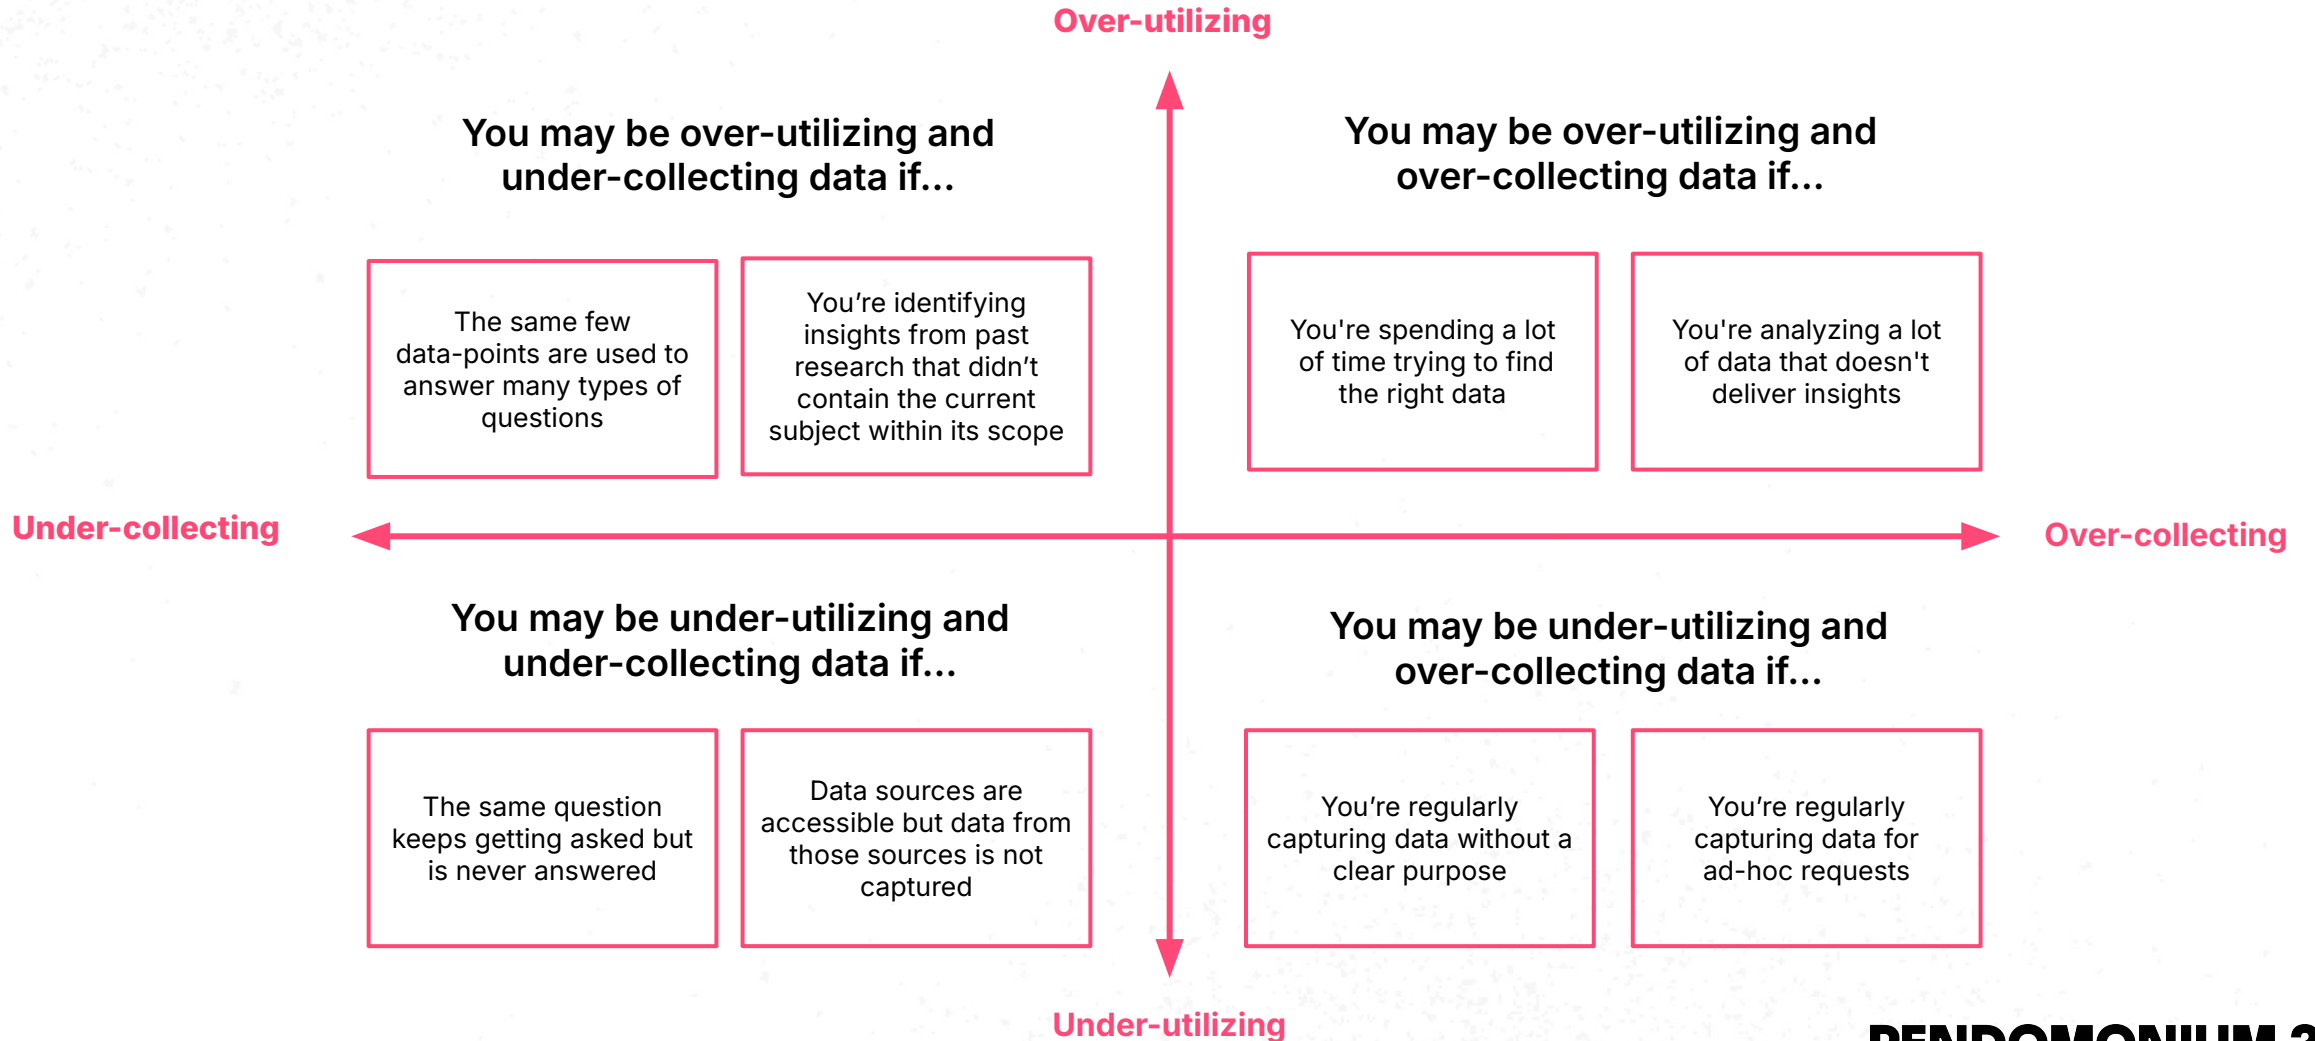 Over-utilizing
You may be over-utilizing and
under-collecting data if...
The same few
data-points are used to
answer many types of
questions
You’re identifying
insights from past
research that didn’t
contain the current
subject within its scope
You may be over-utilizing and
over-collecting data if...
You're spending a lot
of time trying to find
the right data
You're analyzing a lot
of data that doesn't
deliver insights
Under-collecting
Over-collecting
You may be under-utilizing and
under-collecting data if...
The same question
keeps getting asked but
is never answered
Data sources are
accessible but data from
those sources is not
captured
You may be under-utilizing and
over-collecting data if...
You’re regularly
capturing data without a
clear purpose
You’re regularly
capturing data for
ad-hoc requests
Under-utilizing
PENDOMONIUM